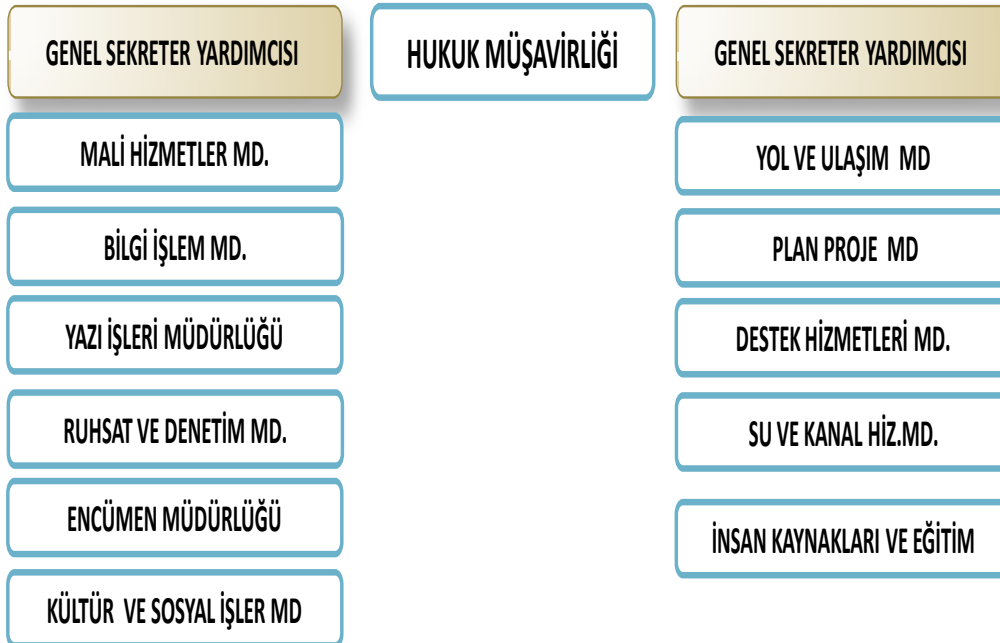 GENEL SEKRETER YARDIMCISI
MALİ HİZMETLER MD.
BİLGİ İŞLEM MD.
YAZI İŞLERİ MÜDÜRLÜĞÜ
RUHSAT VE DENETİM MD.
ENCÜMEN MÜDÜRLÜĞÜ
KÜLTÜR VE SOSYAL İŞLER MD
HUKUK MÜŞAVİRLİĞİ
GENEL SEKRETER YARDIMCISI
YOL VE ULAŞIM MD
PLAN PROJE MD
DESTEK HİZMETLERİ MD.
SU VE KANAL HİZ.MD.
İNSAN KAYNAKLARI VE EĞİTİM